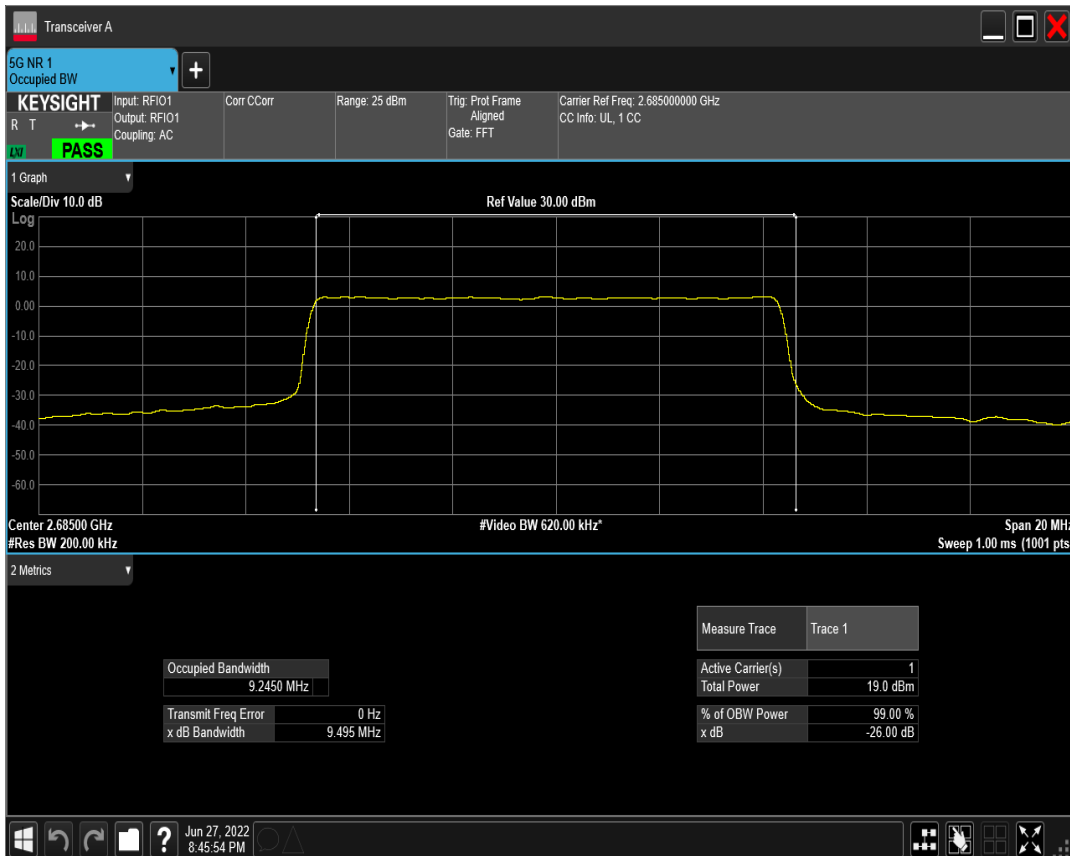 Transceiver A
5G NR 1
Occupied BW
+
KEYSIGHT
R T
LXI
PASS
Input: RFIO1
Output: RFIO1
Coupling: AC
Corr CCorr
Range: 25 dBm
Trig: Prot Frame
Aligned
Gate: FFT
Carrier Ref Freq: 2.685000000 GHz
CC Info: UL, 1 CC
1 Graph
Scale/Div 10.0 dB
Ref Value 30.00 dBm
Log
20.0
10.0
0.00
-10.0
-20.0
-30.0
-40.0
-50.0
-60.0
Center 2.68500 GHz
#Video BW 620.00 kHz*
Span 20 MHz
#Res BW 200.00 kHz
Sweep 1.00 ms (1001 pts
2 Metrics
Measure Trace Trace 1
Occupied Bandwidth
9.2450 MHz
Active Carrier(s) 1
Total Power 19.0 dBm
Transmit Freq Error 0 Hz
x dB Bandwidth 9.495 MHz
% of OBW Power 99.00 %
x dB -26.00 dB
?
Jun 27, 2022
8:45:54 PM